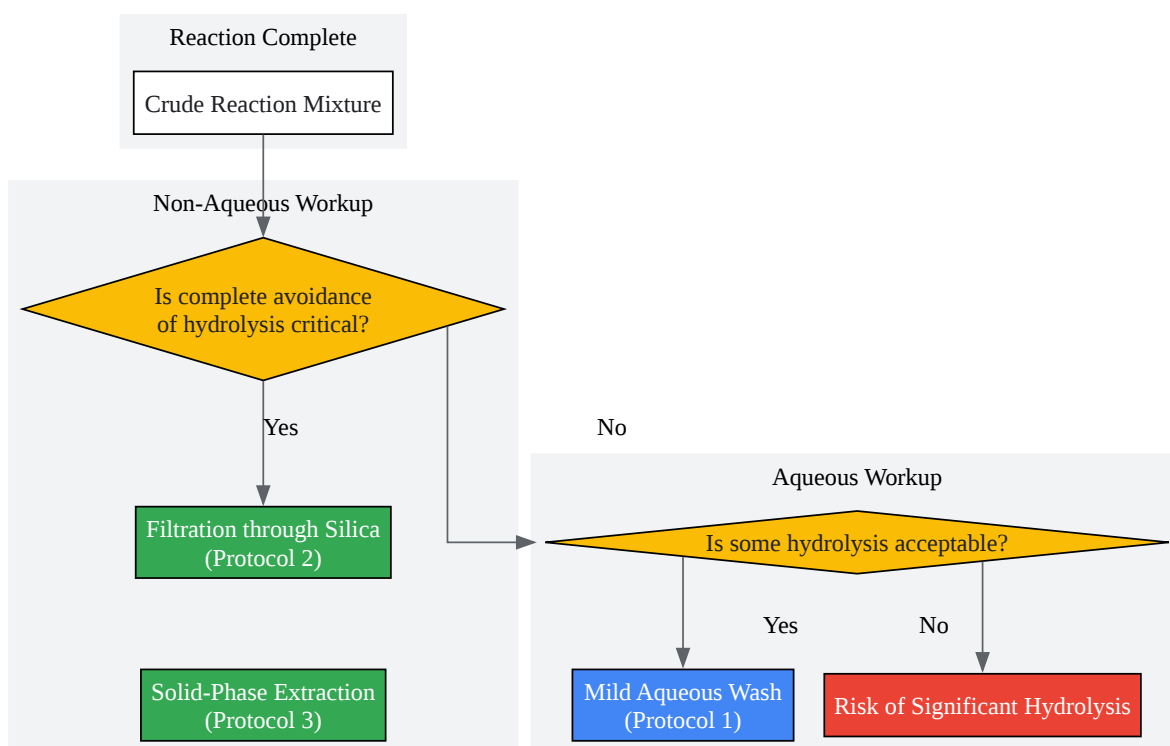 Reaction Complete
Crude Reaction Mixture
Non-Aqueous Workup
Is complete avoidance
of hydrolysis critical?
Yes
No
Filtration through Silica
(Protocol 2)
Solid-Phase Extraction
(Protocol 3)
Aqueous Workup
Is some hydrolysis acceptable?
Yes
No
Mild Aqueous Wash
(Protocol 1)
Risk of Significant Hydrolysis